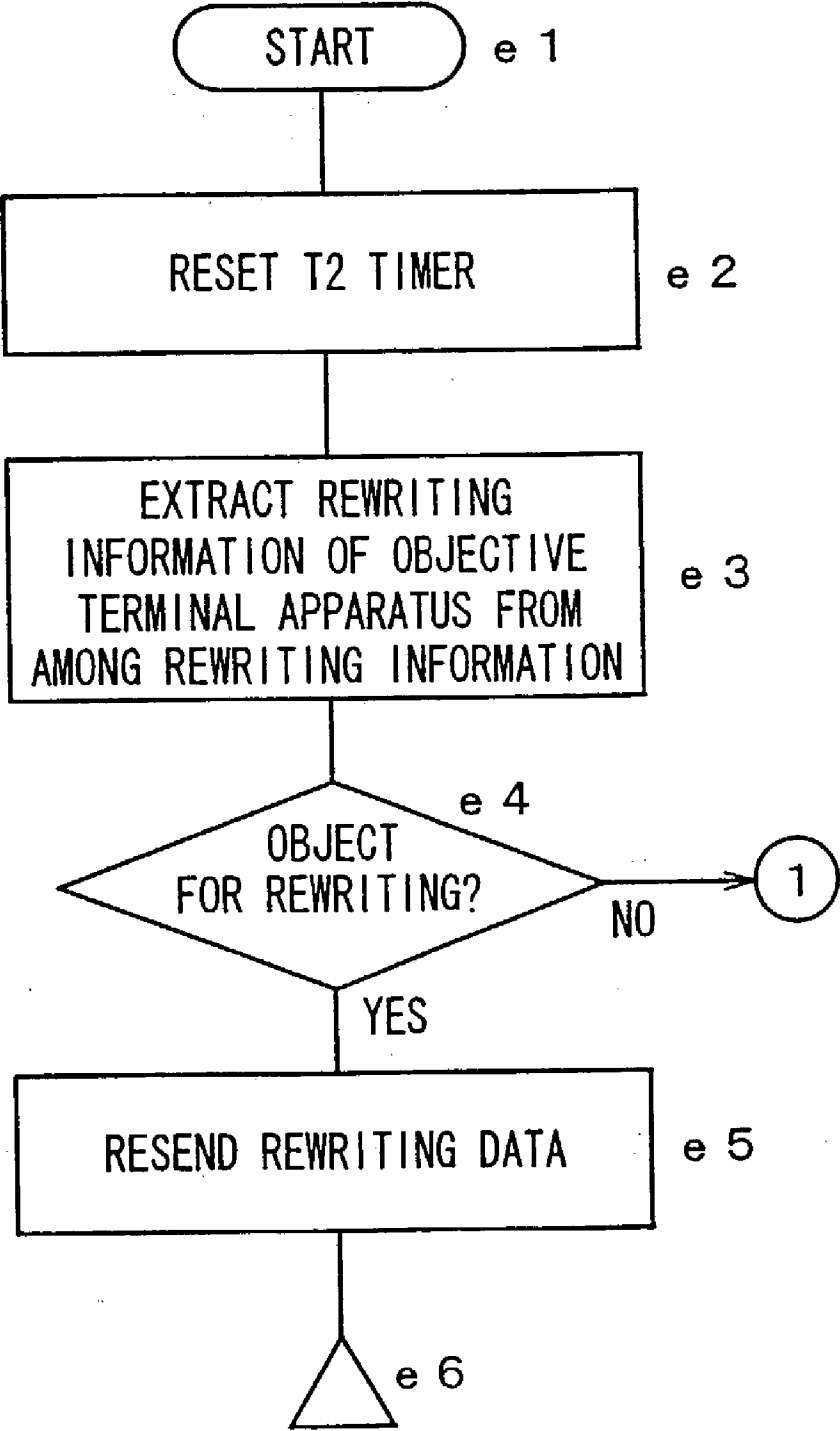 START e 1
RESET T2 TIMER e 2
EXTRACT REWRITING
INFORMATION OF OBJECTIVE
TERMINAL APPARATUS FROM
AMONG REWRITING INFORMATION
e 3
e 4
OBJECT
FOR REWRITING?
1
NO
YES
RESEND REWRITING DATA e 5
e 6